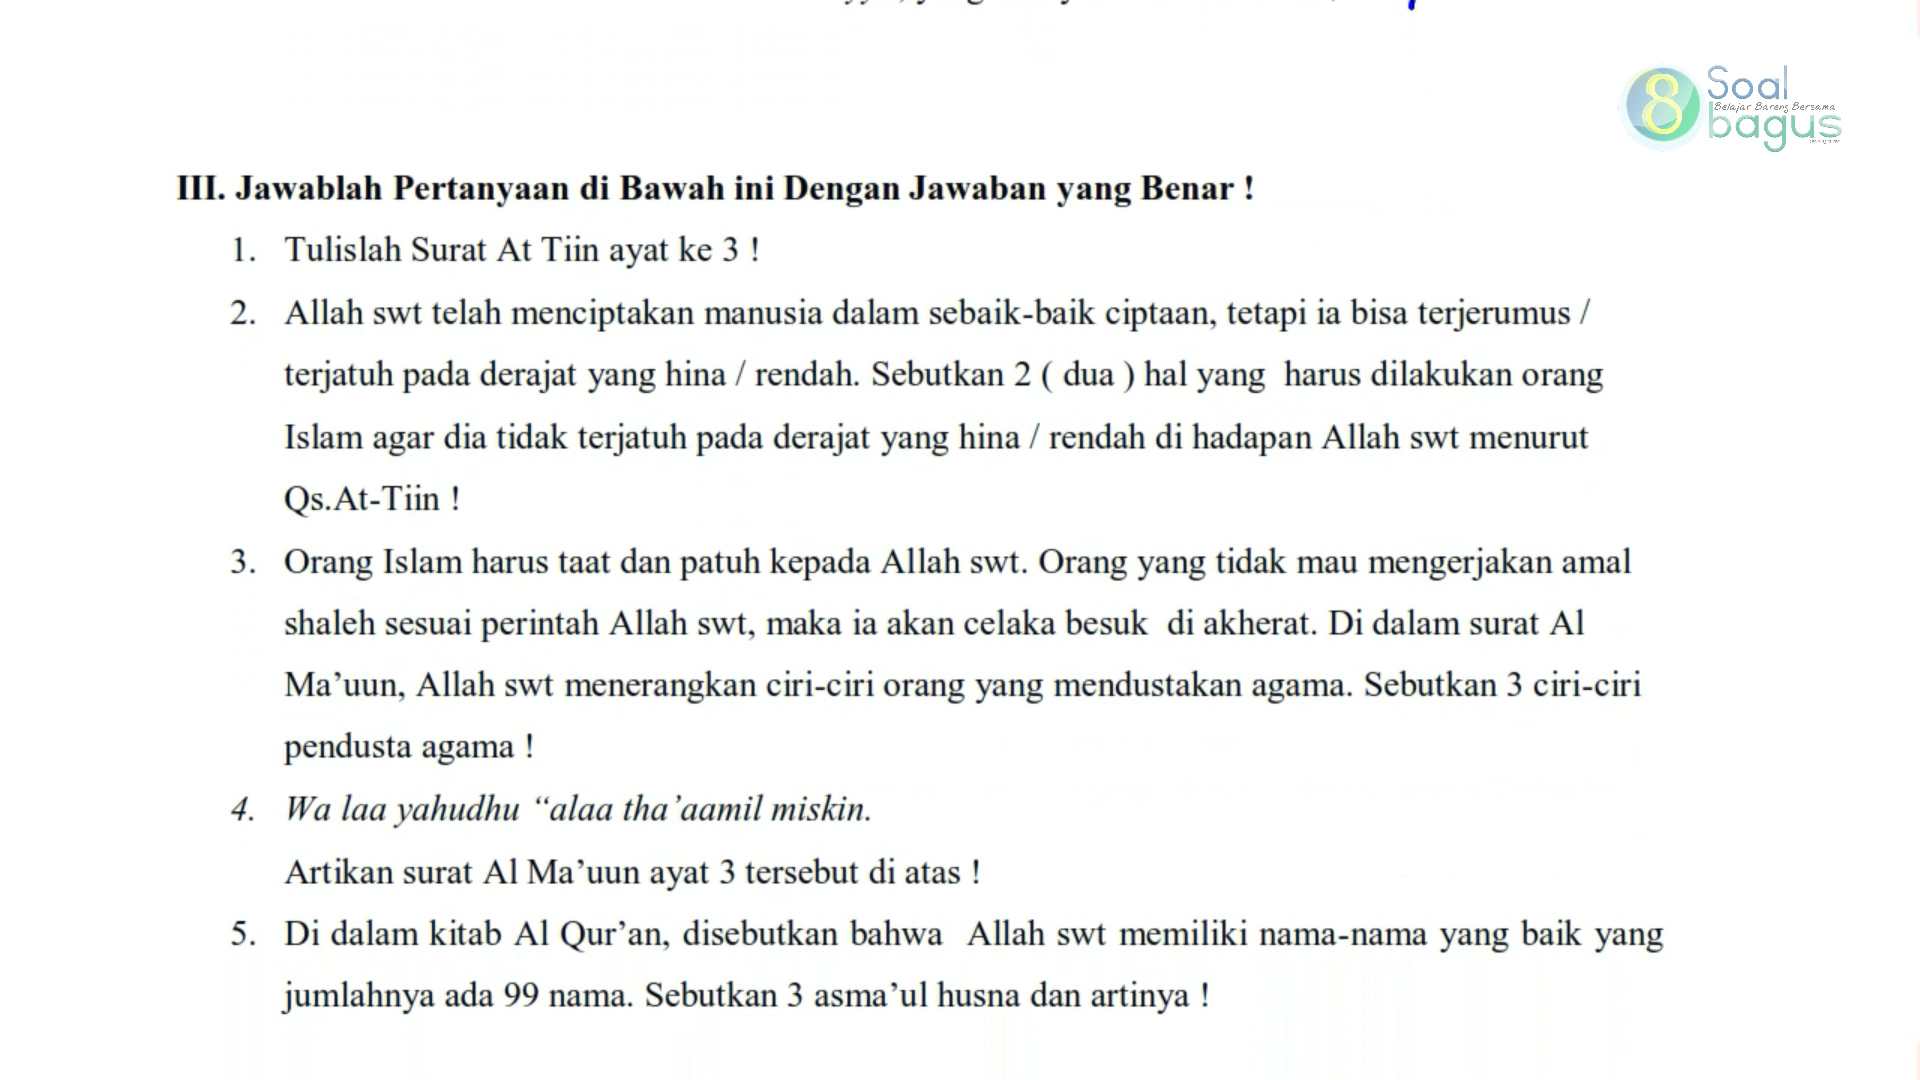 8 Soal
Belajar Bareng Bersama
bagus
III. Jawablah Pertanyaan di Bawah ini Dengan Jawaban yang Benar !
1. Tulislah Surat At Tiin ayat ke 3 !
2. Allah swt telah menciptakan manusia dalam sebaik-baik ciptaan, tetapi ia bisa terjerumus /
terjatuh pada derajat yang hina / rendah. Sebutkan 2 ( dua ) hal yang harus dilakukan orang
Islam agar dia tidak terjatuh pada derajat yang hina / rendah di hadapan Allah swt menurut
Qs.At-Tiin !
3. Orang Islam harus taat dan patuh kepada Allah swt. Orang yang tidak mau mengerjakan amal
shaleh sesuai perintah Allah swt, maka ia akan celaka besuk di akherat. Di dalam surat Al
Ma’uun, Allah swt menerangkan ciri-ciri orang yang mendustakan agama. Sebutkan 3 ciri-ciri
pendusta agama !
4. Wa laa yahudhu “alaa tha’aamil miskin.
Artikan surat Al Ma’uun ayat 3 tersebut di atas !
5. Di dalam kitab Al Qur’an, disebutkan bahwa Allah swt memiliki nama-nama yang baik yang
jumlahnya ada 99 nama. Sebutkan 3 asma’ul husna dan artinya !